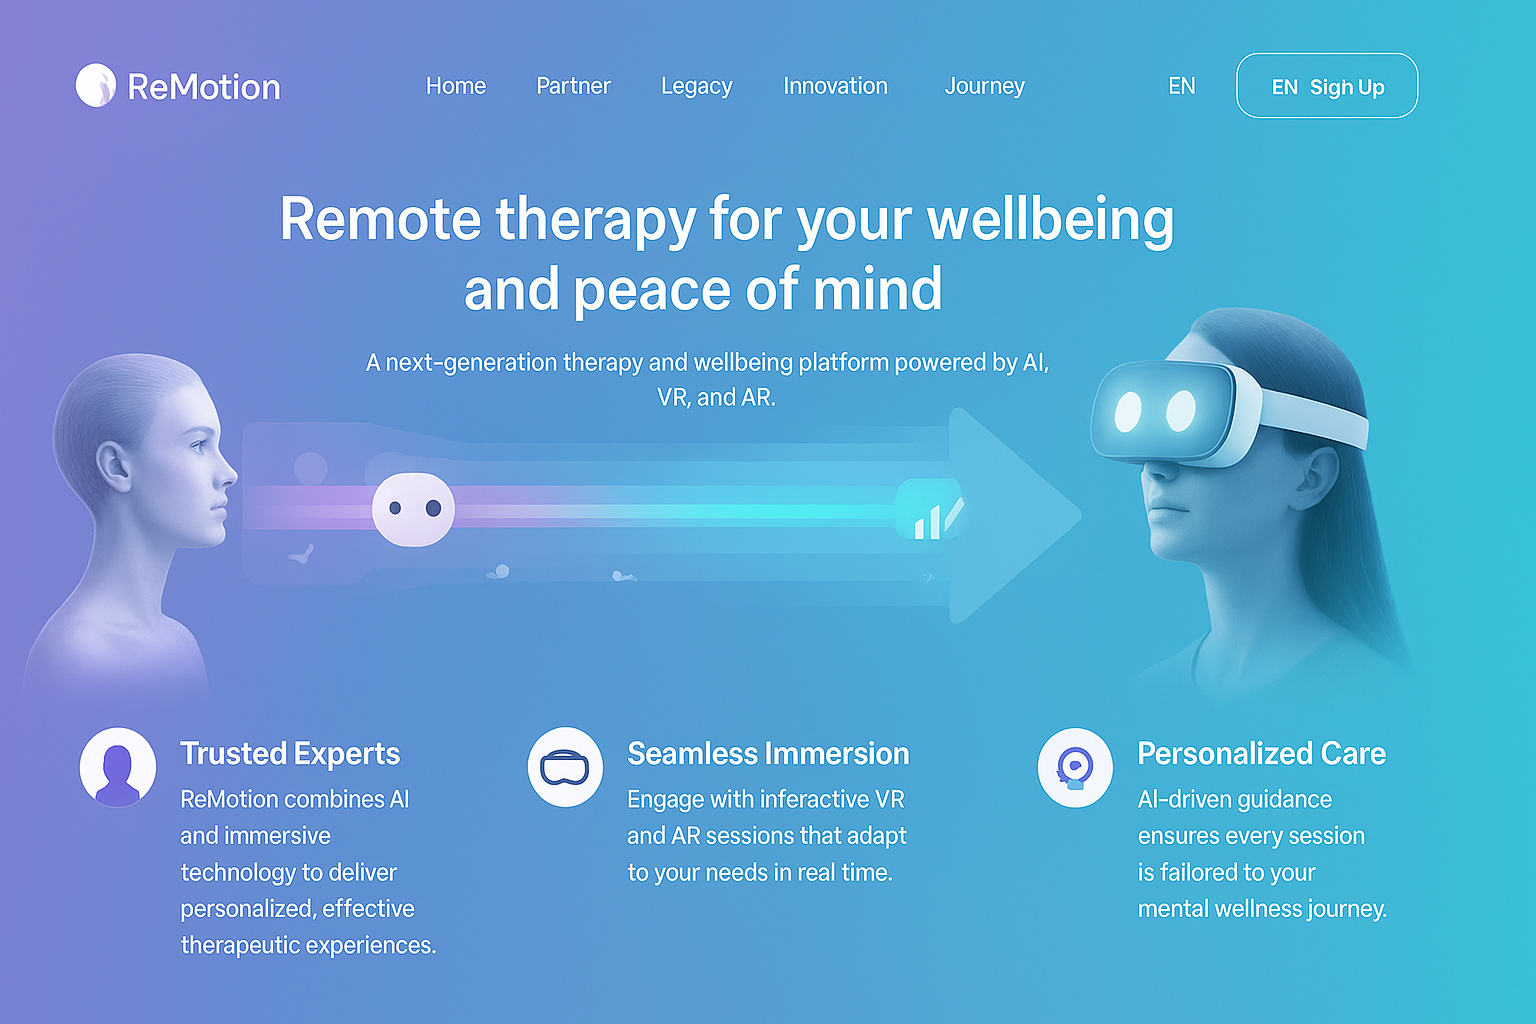 ReMotion
Home Partner Legacy Innovation Journey EN EN Sigh Up
Remote therapy for your wellbeing
and peace of mind
A next-generation therapy and wellbeing platform powered by AI,
VR, and AR.
Trusted Experts
ReMotion combines AI
and immersive
technology to deliver
personalized, effective
therapeutic experiences.
Seamless Immersion
Engage with inferactive VR
and AR sessions that adapt
to your needs in real time.
Personalized Care
AI-driven guidance
ensures every session
is failored to your
mental wellness journey.